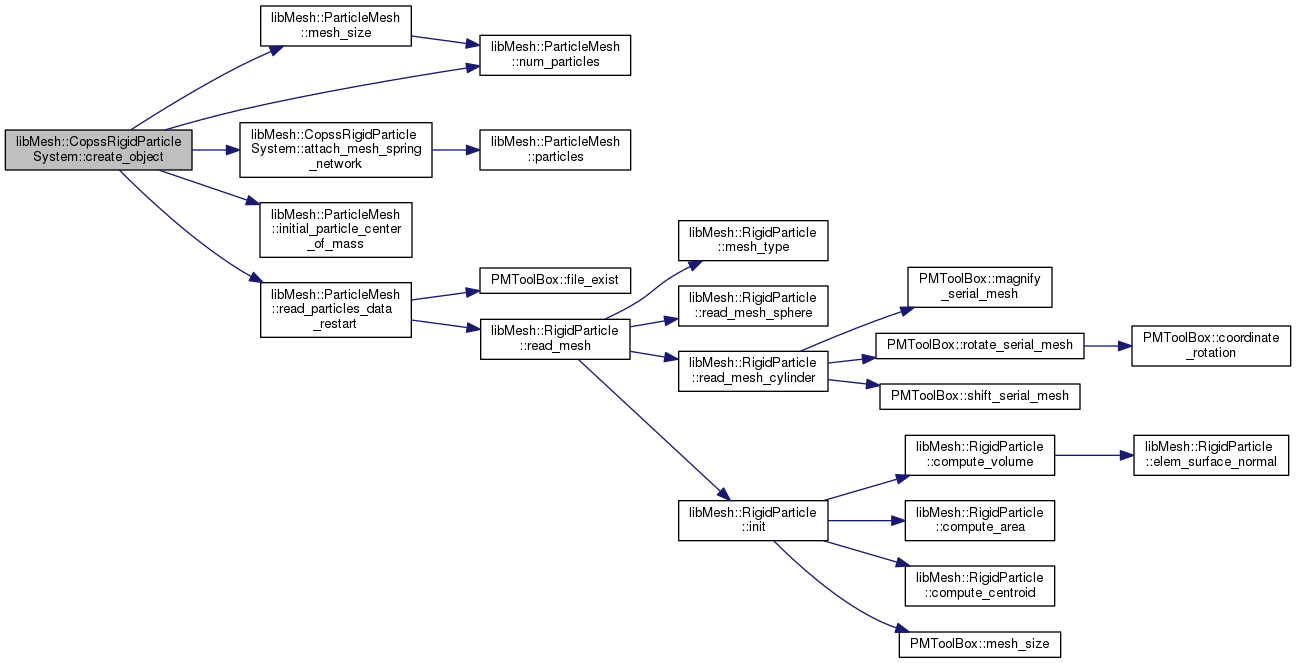 libMesh::ParticleMesh
::mesh_size
libMesh::ParticleMesh
::num_particles
libMesh::CopssRigidParticle
System::create_object
libMesh::CopssRigidParticle
System::attach_mesh_spring
_network
libMesh::ParticleMesh
::particles
libMesh::ParticleMesh
::initial_particle_center
_of_mass
libMesh::ParticleMesh
::read_particles_data
_restart
PMToolBox::file_exist
libMesh::RigidParticle
::read_mesh
libMesh::RigidParticle
::mesh_type
libMesh::RigidParticle
::read_mesh_sphere
libMesh::RigidParticle
::read_mesh_cylinder
PMToolBox::magnify
_serial_mesh
PMToolBox::rotate_serial_mesh
PMToolBox::coordinate
_rotation
PMToolBox::shift_serial_mesh
libMesh::RigidParticle
::init
libMesh::RigidParticle
::compute_volume
libMesh::RigidParticle
::elem_surface_normal
libMesh::RigidParticle
::compute_area
libMesh::RigidParticle
::compute_centroid
PMToolBox::mesh_size